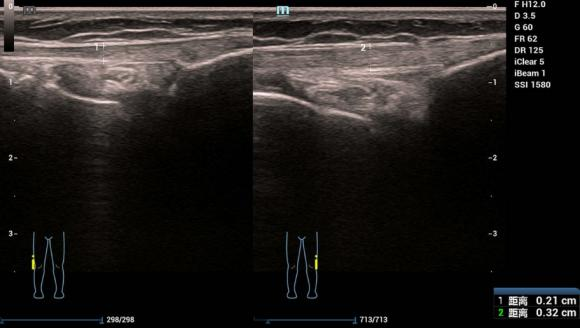 0
m
m
-0
F H12.0
D 3.5
G 60
FR 62
DR 125
iClear 5
iBeam 1
SSI 1580
1
2
1
-1
2
-2
3
-3
298/298
713/713
1 距离 0.21 cm
2 距离 0.32 cm